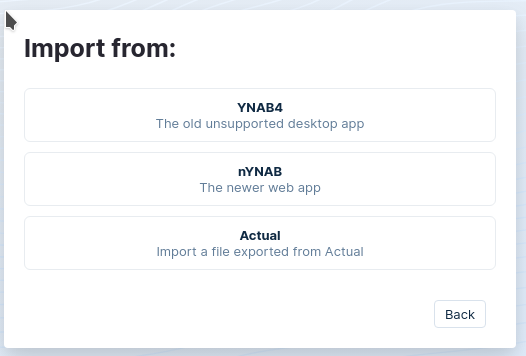 Import from:
YNAB4
The old unsupported desktop app
nYNAB
The newer web app
Actual
Import a file exported from Actual
Back